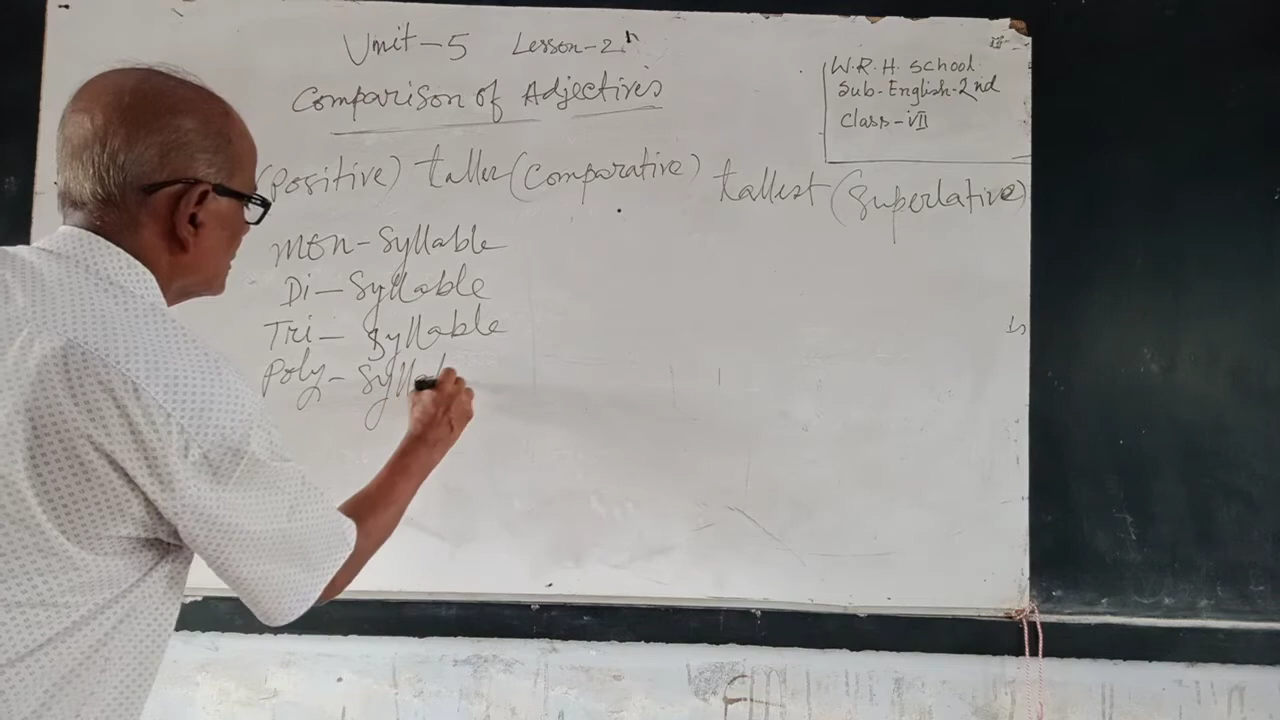 Unit-5 Lesson-2
Comparison of Adjectives
W.R.H. School.
Sub-English-2nd
Class-VII
(Positive) taller (Comparative) tallest (Superlative)
Mon-Syllable
Di-Syllable
Tri-Syllable
Poly-Syllab